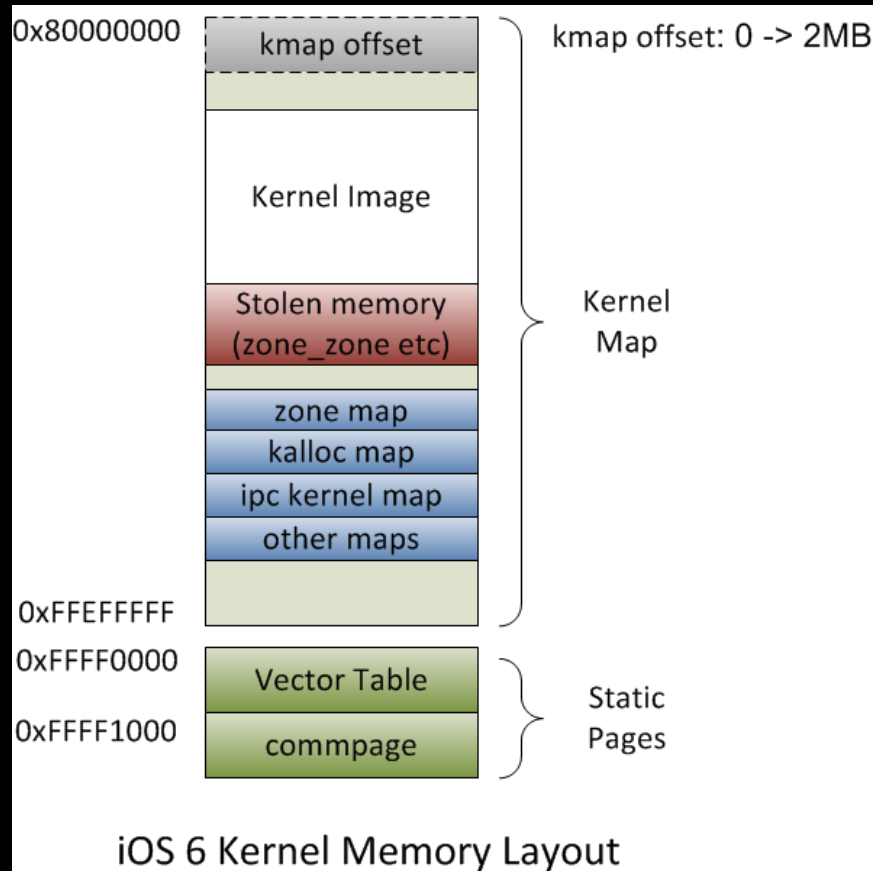 0x80000000
kmap offset
kmap offset: 0 -> 2MB
Kernel Image
Stolen memory
(zone_zone etc)
Kernel
Map
zone map
kalloc map
ipc kernel map
other maps
0xFFEFFFFF
0xFFFF0000
Vector Table
0xFFFF1000
commpage
Static
Pages
iOS 6 Kernel Memory Layout